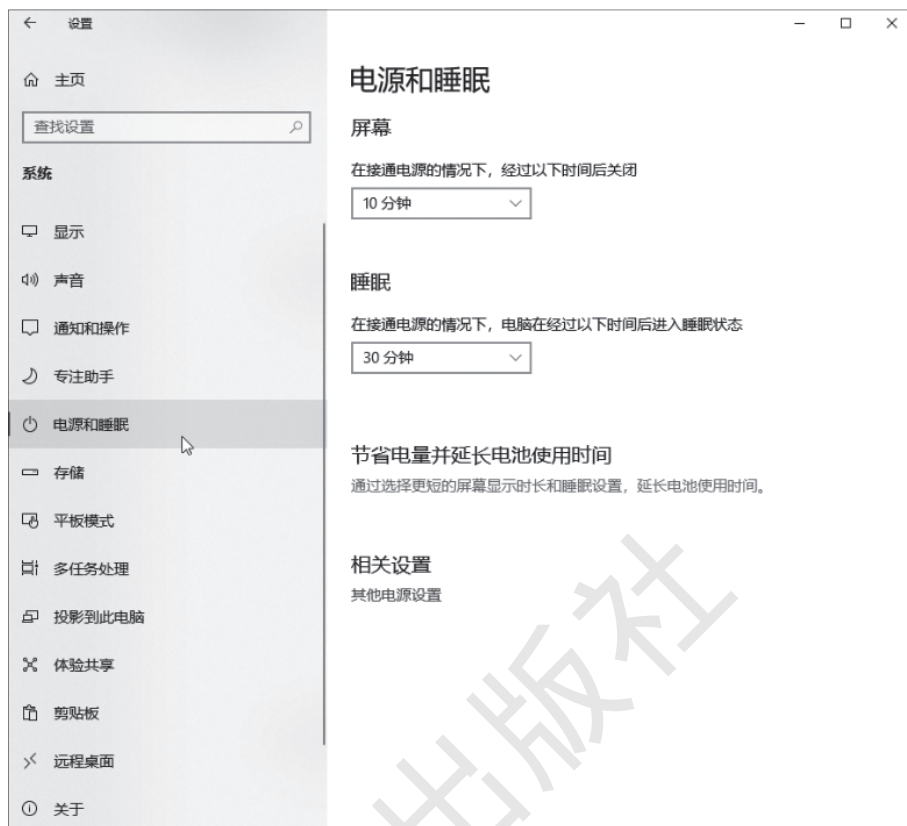 设置
主页
查找设置
系统
显示
声音
通知和操作
专注助手
电源和睡眠
存储
平板模式
多任务处理
投影到此电脑
体验共享
剪贴板
远程桌面
关于
电源和睡眠
屏幕
在接通电源的情况下，经过以下时间后关闭
10 分钟
睡眠
在接通电源的情况下，电脑在经过以下时间后进入睡眠状态
30 分钟
节省电量并延长电池使用时间
通过选择更短的屏幕显示时长和睡眠设置，延长电池使用时间。
相关设置
其他电源设置
出版社